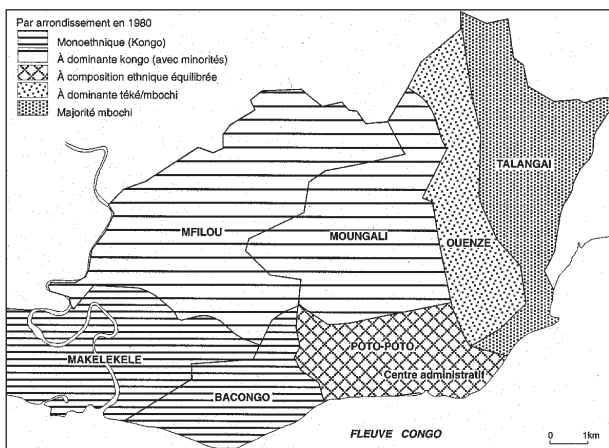 Par arrondissement en 1980
Monoethnique (Kongo)
À dominante kongo (avec minorités)
À composition ethnique équilibrée
À dominante téké/mbochi
Majorité mbochi
TALANGAI
MFILOU
MOUNGALI
OUENZE
MAKELEKELE
POTO-POTO
Centre administratif
BACONGO
FLEUVE CONGO
0 1km